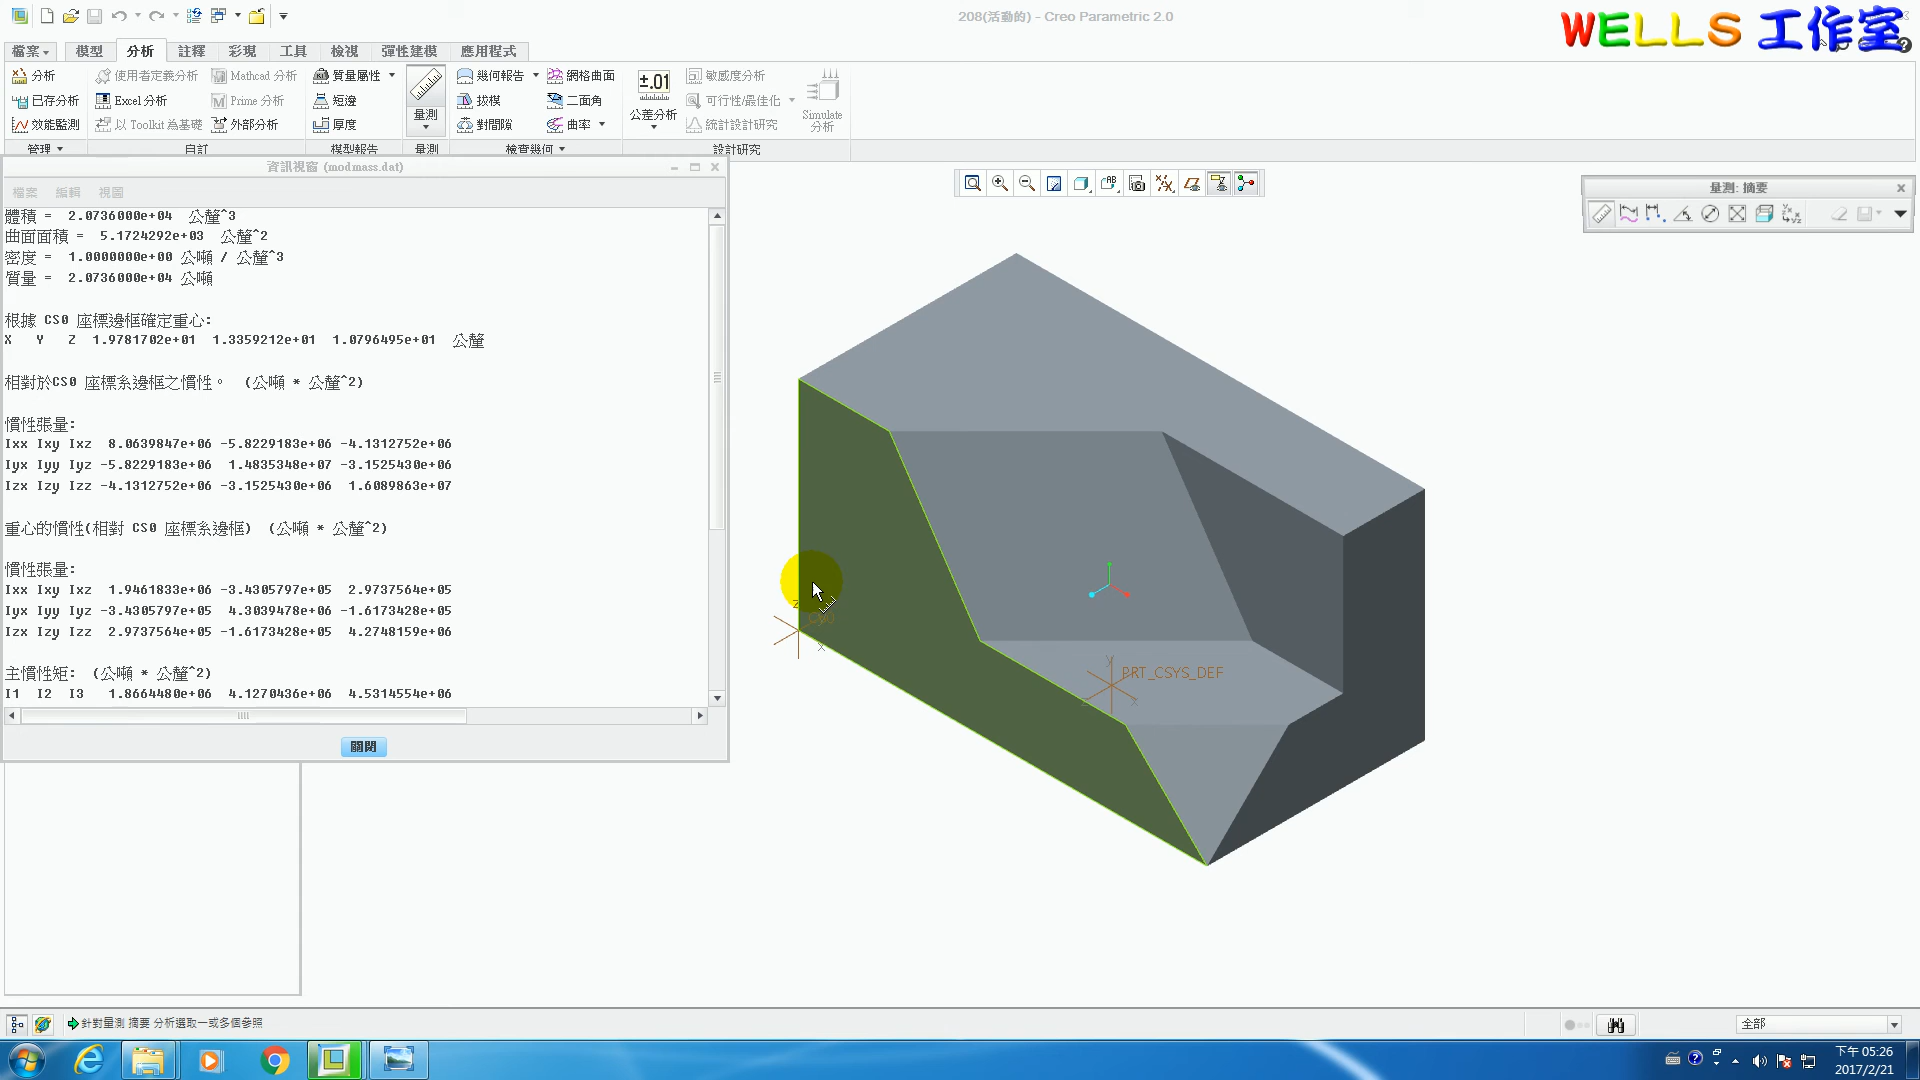 208(活動的) - Creo Parametric 2.0
WELLS 工作室
檔案 模型 分析 註釋 彩現 工具 檢視 彈性建模 應用程式
分析 使用者定義分析 Mathcad 分析 質量屬性 幾何報告 網格曲面 敏感度分析
已存分析 Excel 分析 Prime 分析 短邊 量測 拔模 二面角 公差分析 可行性/最佳化 Simulate 分析
效能監測 以 Toolkit 為基礎 外部分析 厚度 對間隙 曲率 統計設計研究
管理 自訂 模型報告 量測 檢查幾何 設計研究
資訊視窗 (modmass.dat)
檔案 編輯 視圖
體積 = 2.0736000e+04 公釐^3
曲面面積 = 5.1724292e+03 公釐^2
密度 = 1.0000000e+00 公噸 / 公釐^3
質量 = 2.0736000e+04 公噸
根據 CS0 座標邊框確定重心:
X Y Z 1.9781702e+01 1.3359212e+01 1.0796495e+01 公釐
相對於CS0 座標系邊框之慣性。 (公噸 * 公釐^2)
慣性張量:
Ixx Ixy Ixz 8.0639847e+06 -5.8229183e+06 -4.1312752e+06
Iyx Iyy Iyz -5.8229183e+06 1.4835348e+07 -3.1525430e+06
Izx Izy Izz -4.1312752e+06 -3.1525430e+06 1.6089863e+07
重心的慣性(相對 CS0 座標系邊框) (公噸 * 公釐^2)
慣性張量:
Ixx Ixy Ixz 1.9461833e+06 -3.4305797e+05 2.9737564e+05
Iyx Iyy Iyz -3.4305797e+05 4.3039478e+06 -1.6173428e+05
Izx Izy Izz 2.9737564e+05 -1.6173428e+05 4.2748159e+06
主慣性矩: (公噸 * 公釐^2)
I1 I2 I3 1.8664480e+06 4.1270436e+06 4.5314554e+06
關閉
量測: 摘要
Z
X
PRT_CSYS_DEF
針對量測 摘要 分析選取一或多個參照
全部
下午 05:26
2017/2/21